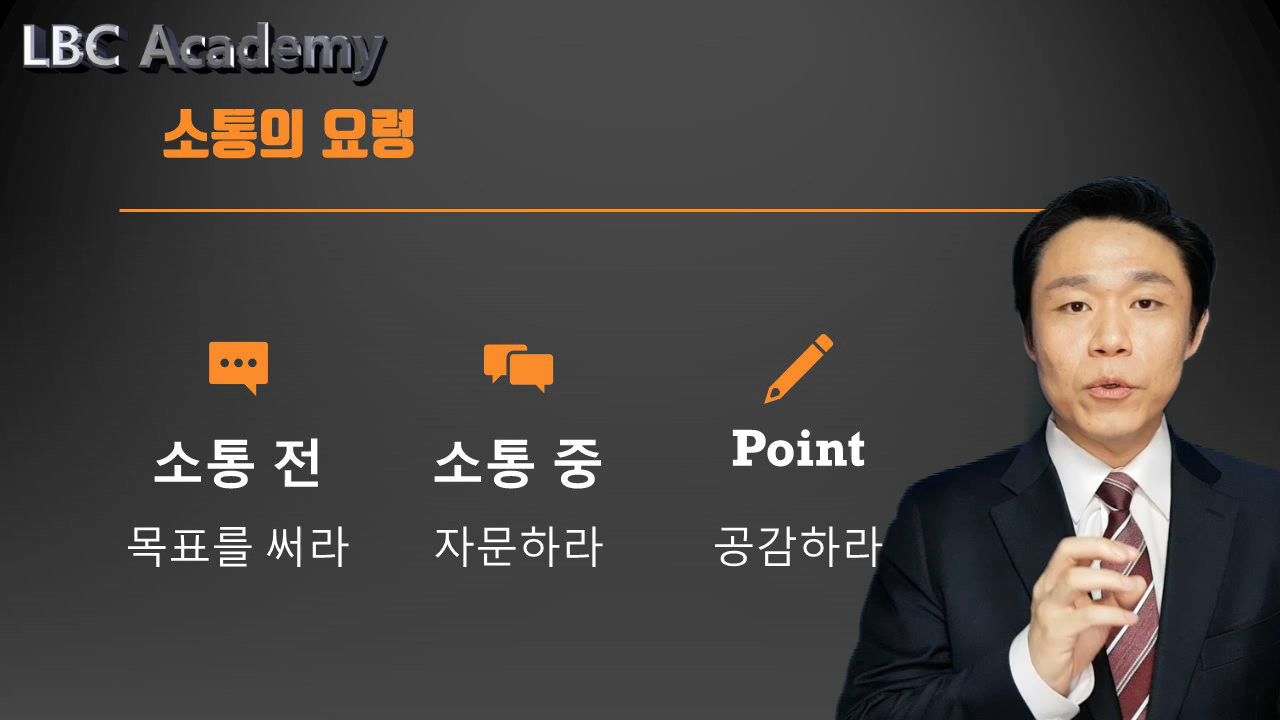 LBC Academy
소통의 요령
소통 전
소통 중
Point
목표를 써라
자문하라
공감하라